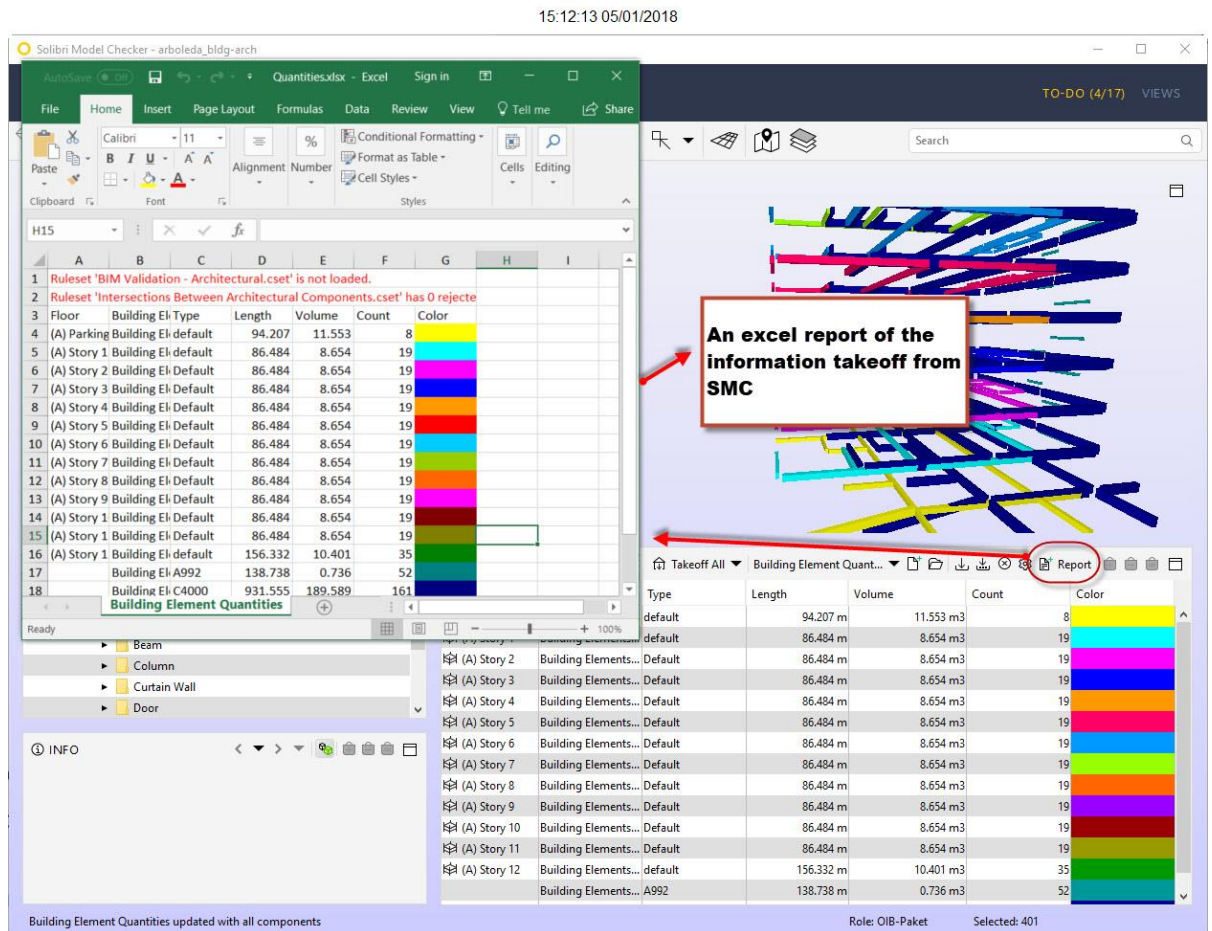 15:12:13 05/01/2018
Solibri Model Checker - arboleda_bldg-arch
AutoSave Off Quantities.xlsx - Excel Sign in
TO-DO (4/17) VIEWS
File Home Insert Page Layout Formulas Data Review View Tell me Share
Calibri 11
Paste
B I U A A
A
Alignment Number
Conditional Formatting
Format as Table
Cell Styles
Cells Editing
Clipboard Font Styles
Search
H15 fx
A B C D E F G H I
1 Ruleset 'BIM Validation - Architectural.cset' is not loaded.
2 Ruleset 'Intersections Between Architectural Components.cset' has 0 rejecte
3 Floor Building El Type Length Volume Count Color
4 (A) Parking Building El default 94.207 11.553 8
5 (A) Story 1 Building El Default 86.484 8.654 19
6 (A) Story 2 Building El Default 86.484 8.654 19
7 (A) Story 3 Building El Default 86.484 8.654 19
8 (A) Story 4 Building El Default 86.484 8.654 19
9 (A) Story 5 Building El Default 86.484 8.654 19
10 (A) Story 6 Building El Default 86.484 8.654 19
11 (A) Story 7 Building El Default 86.484 8.654 19
12 (A) Story 8 Building El Default 86.484 8.654 19
13 (A) Story 9 Building El Default 86.484 8.654 19
14 (A) Story 1 Building El Default 86.484 8.654 19
15 (A) Story 1 Building El Default 86.484 8.654 19
16 (A) Story 1 Building El default 156.332 10.401 35
17 Building El A992 138.738 0.736 52
18 Building El C4000 931.555 189.589 161
Building Element Quantities
Ready 100%
An excel report of the
information takeoff from
SMC
Takeoff All Building Element Quant... Report
Type Length Volume Count Color
default 94.207 m 11.553 m3 8
default 86.484 m 8.654 m3 19
(A) Story 2 Building Elements... Default 86.484 m 8.654 m3 19
(A) Story 3 Building Elements... Default 86.484 m 8.654 m3 19
(A) Story 4 Building Elements... Default 86.484 m 8.654 m3 19
(A) Story 5 Building Elements... Default 86.484 m 8.654 m3 19
(A) Story 6 Building Elements... Default 86.484 m 8.654 m3 19
(A) Story 7 Building Elements... Default 86.484 m 8.654 m3 19
(A) Story 8 Building Elements... Default 86.484 m 8.654 m3 19
(A) Story 9 Building Elements... Default 86.484 m 8.654 m3 19
(A) Story 10 Building Elements... Default 86.484 m 8.654 m3 19
(A) Story 11 Building Elements... Default 86.484 m 8.654 m3 19
(A) Story 12 Building Elements... default 156.332 m 10.401 m3 35
Building Elements... A992 138.738 m 0.736 m3 52
Beam
Column
Curtain Wall
Door
INFO
Building Element Quantities updated with all components
Role: OIB-Paket Selected: 401